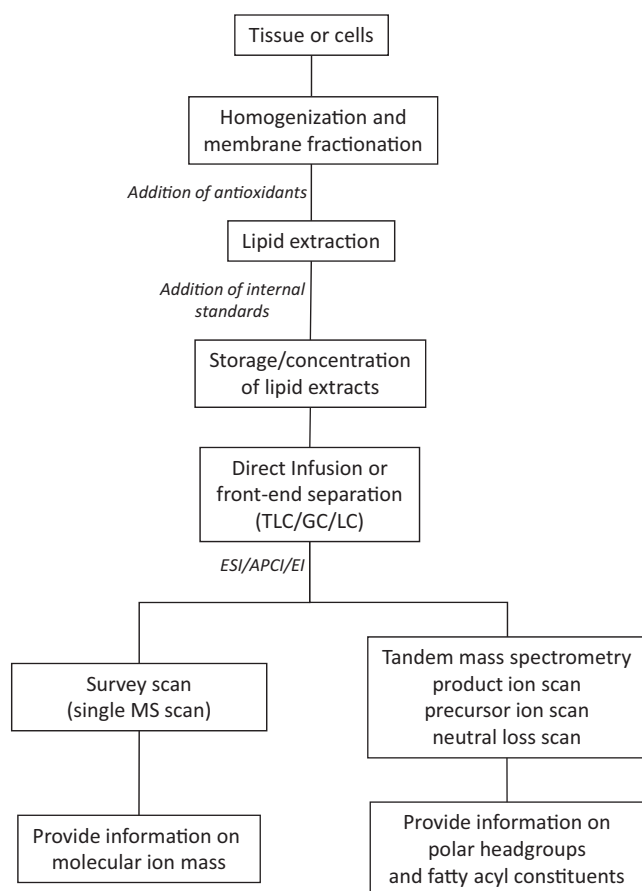 Tissue or cells
Homogenization and
membrane fractionation
Addition of antioxidants
Lipid extraction
Addition of internal
standards
Storage/concentration
of lipid extracts
Direct Infusion or
front-end separation
(TLC/GC/LC)
ESI/APCI/EI
Survey scan
(single MS scan)
Tandem mass spectrometry
product ion scan
precursor ion scan
neutral loss scan
Provide information on
molecular ion mass
Provide information on
polar headgroups
and fatty acyl constituents